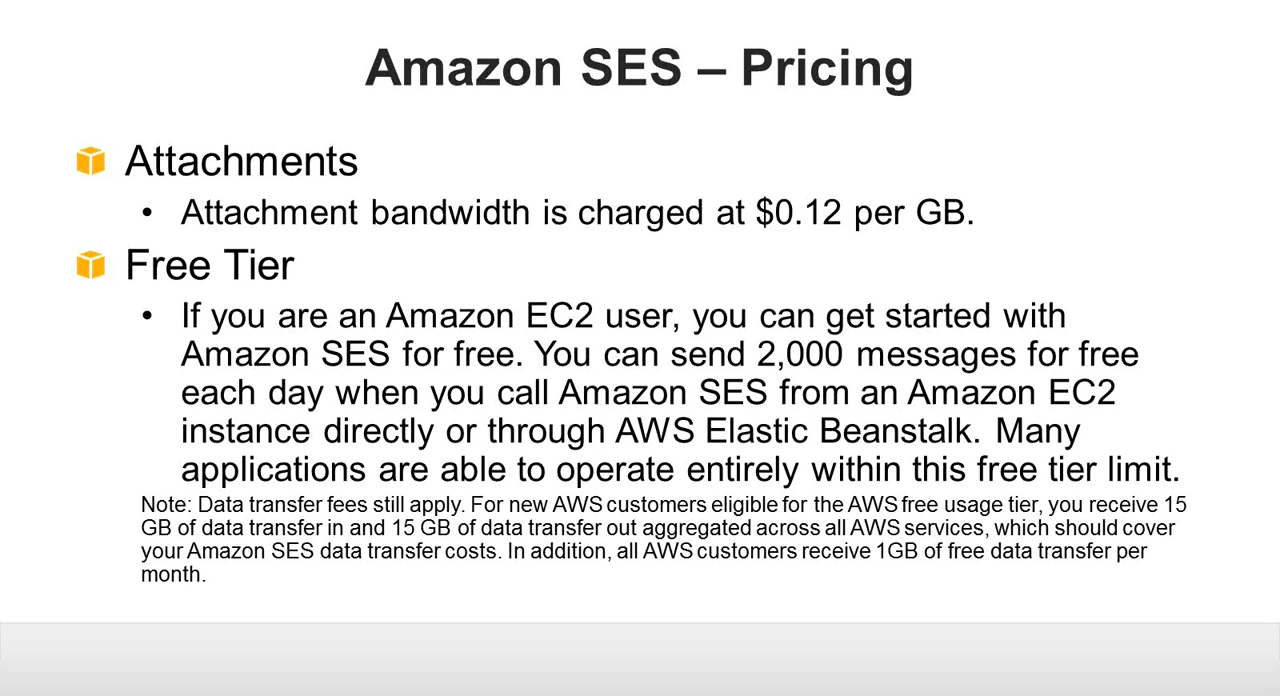 Amazon SES – Pricing
Attachments
• Attachment bandwidth is charged at $0.12 per GB.
Free Tier
• If you are an Amazon EC2 user, you can get started with
Amazon SES for free. You can send 2,000 messages for free
each day when you call Amazon SES from an Amazon EC2
instance directly or through AWS Elastic Beanstalk. Many
applications are able to operate entirely within this free tier limit.
Note: Data transfer fees still apply. For new AWS customers eligible for the AWS free usage tier, you receive 15
GB of data transfer in and 15 GB of data transfer out aggregated across all AWS services, which should cover
your Amazon SES data transfer costs. In addition, all AWS customers receive 1GB of free data transfer per
month.